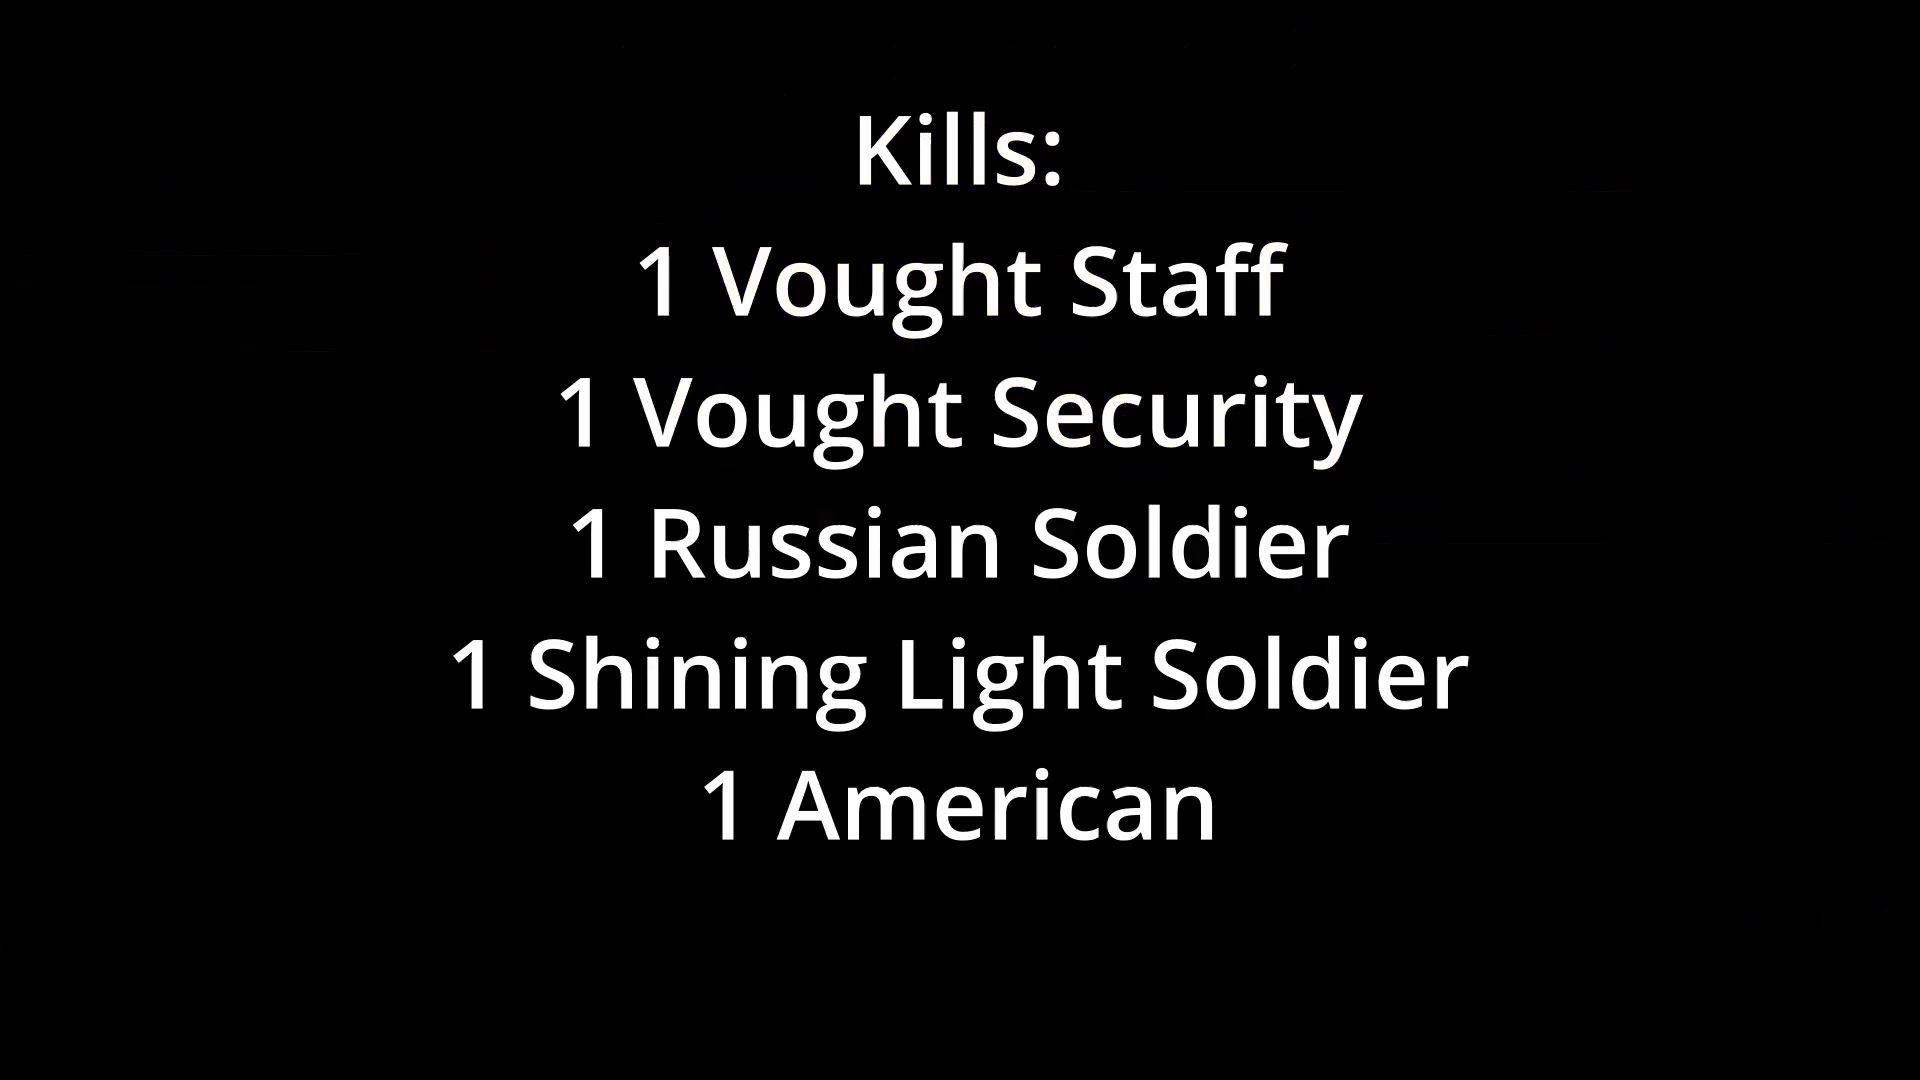 Kills:
1 Vought Staff
1 Vought Security
1 Russian Soldier
1 Shining Light Soldier
1 American